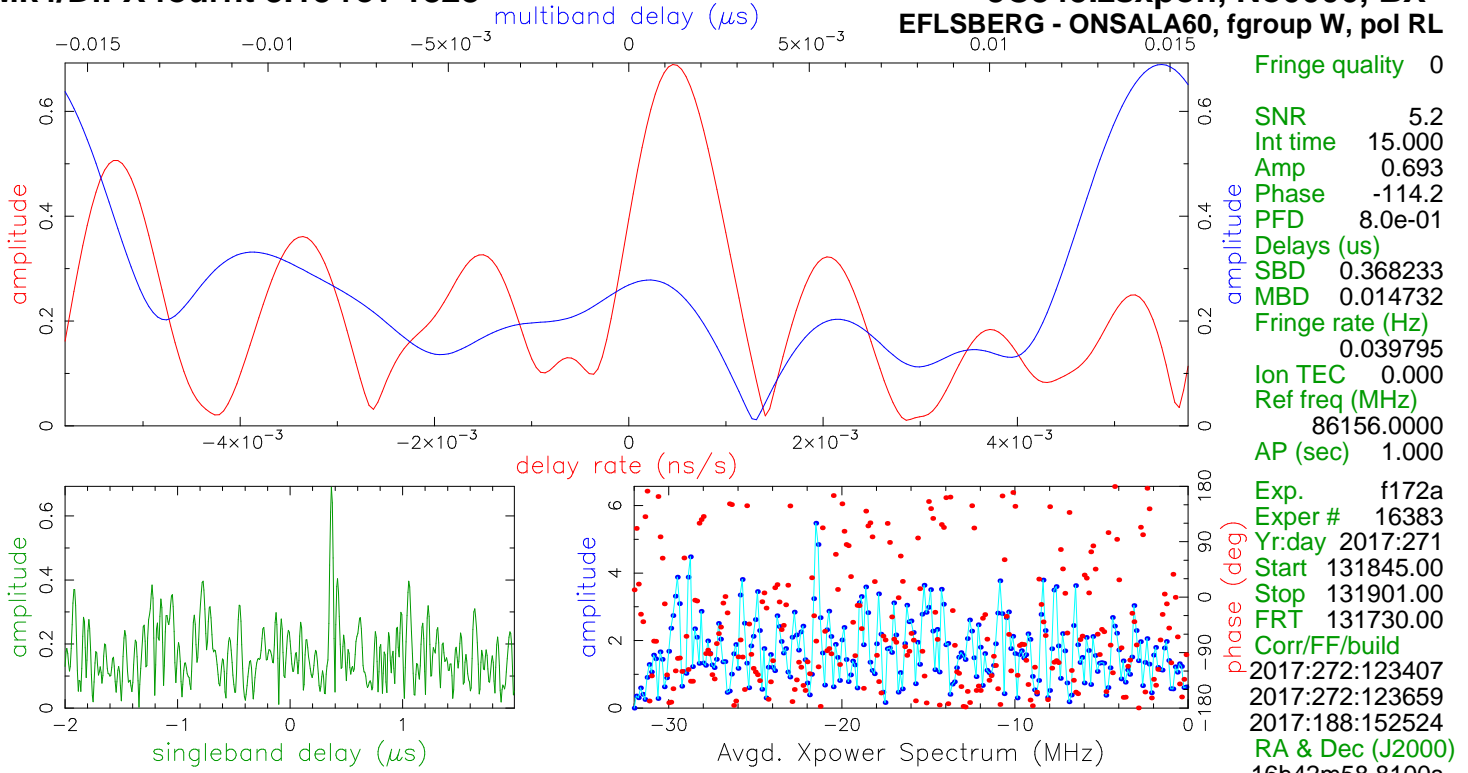 multiband delay (μs)
EFLSBERG - ONSALA60, fgroup W, pol RL
−0.015 −0.01 −5×10⁻³ 0 5×10⁻³ 0.01 0.015
Fringe quality 0
SNR 5.2
Int time 15.000
Amp 0.693
Phase -114.2
PFD 8.0e-01
Delays (us)
SBD 0.368233
MBD 0.014732
Fringe rate (Hz)
0.039795
Ion TEC 0.000
Ref freq (MHz)
86156.0000
AP (sec) 1.000
Exp. f172a
Exper # 16383
Yr:day 2017:271
Start 131845.00
Stop 131901.00
FRT 131730.00
Corr/FF/build
2017:272:123407
2017:272:123659
2017:188:152524
RA & Dec (J2000)
amplitude
0 0.2 0.4 0.6
amplitude
0 0.2 0.4 0.6
−4×10⁻³ −2×10⁻³ 0 2×10⁻³ 4×10⁻³
delay rate (ns/s)
amplitude
0 0.2 0.4 0.6
−2 −1 0 1
singleband delay (μs)
amplitude
0 2 4 6
−30 −20 −10 0
Avgd. Xpower Spectrum (MHz)
phase (deg)
−180 −90 0 90 180